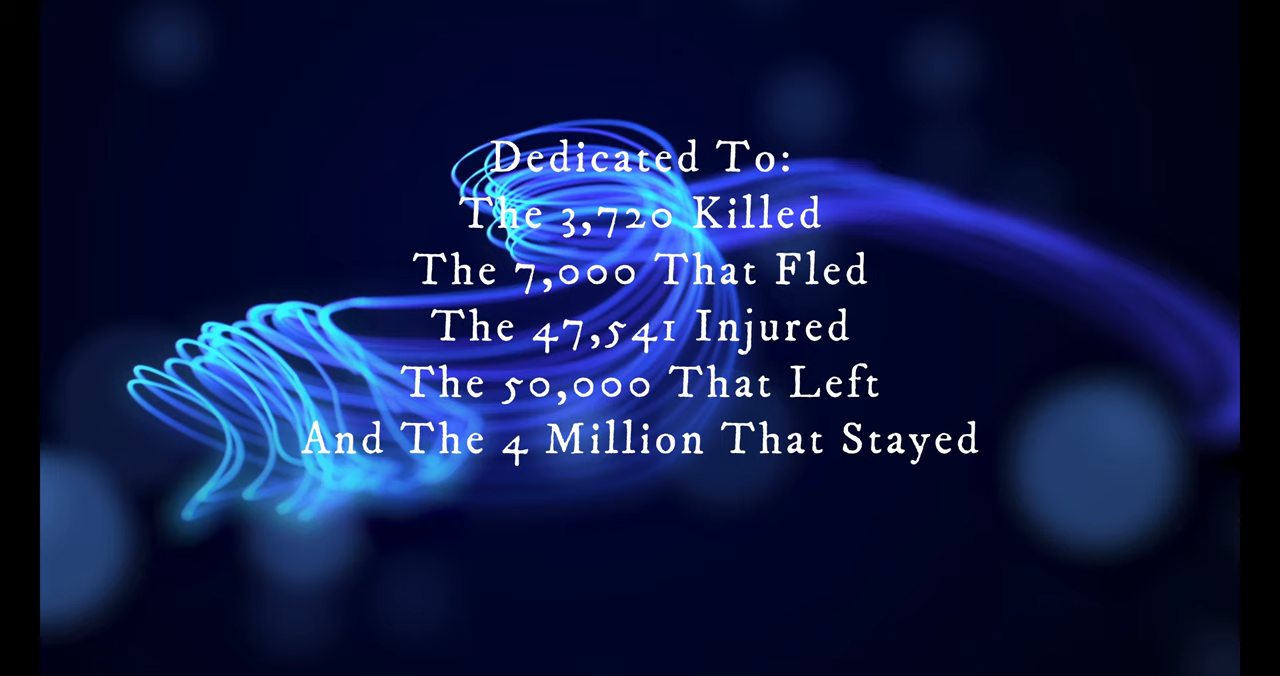 Dedicated To:
The 3,720 Killed
The 7,000 That Fled
The 47,541 Injured
The 50,000 That Left
And The 4 Million That Stayed